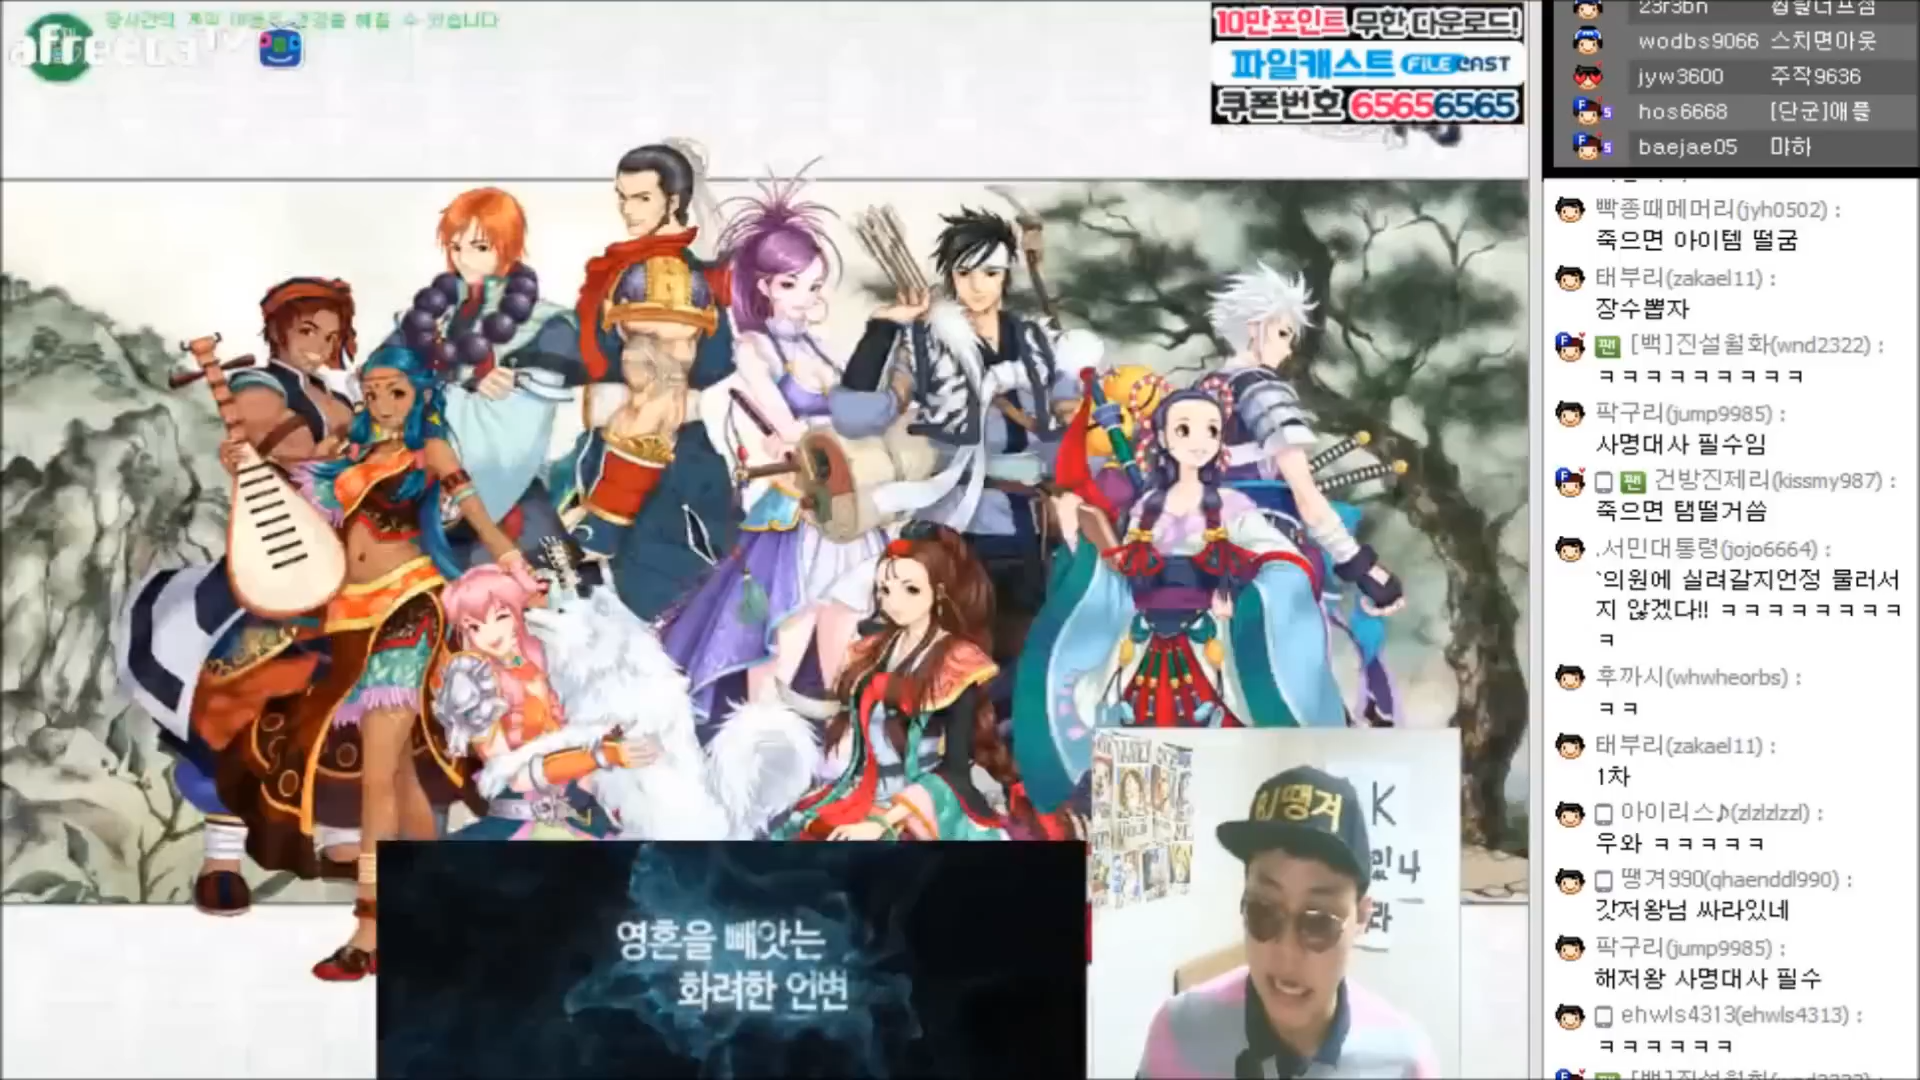 afreecaTV
10만포인트 무한다운로드!
파일캐스트 FILECAST
쿠폰번호 65656565
23r3bn
wodbs9066 스치면아웃
jyw3600 주작9636
hos6668 [단군]애플
baejae05 먀하
빡종때메머리(jyh0502) :
죽으면 아이템 떨굼
태부리(zakael11) :
장수뽑자
팬 [백]진설월화(wnd2322) :
ㅋㅋㅋㅋㅋㅋㅋㅋㅋ
팍구리(jump9985) :
사명대사 필수임
팬 건방진제리(kissmy987) :
죽으면 탬떨거씀
.서민대통령(jojo6664) :
`의원에 실려갈지언정 물러서
지 않겠다!! ㅋㅋㅋㅋㅋㅋㅋㅋ
ㅋ
후까시(whwheorbs) :
ㅋㅋ
태부리(zakael11) :
1차
아이리스♪(zlzlzlzzl) :
우와 ㅋㅋㅋㅋㅋ
땡겨990(qhaenddl990) :
갓저왕님 싸라있네
팍구리(jump9985) :
해저왕 사명대사 필수
ehwls4313(ehwls4313) :
ㅋㅋㅋㅋㅋㅋ
땡겨
K
영혼을 빼앗는
화려한 언변